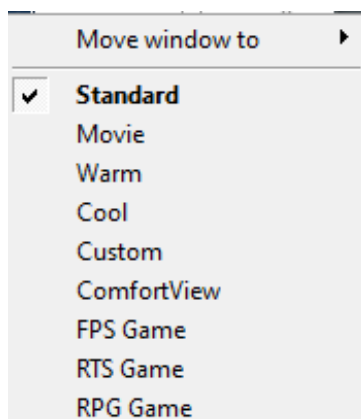 Move window to
Standard
Movie
Warm
Cool
Custom
ComfortView
FPS Game
RTS Game
RPG Game